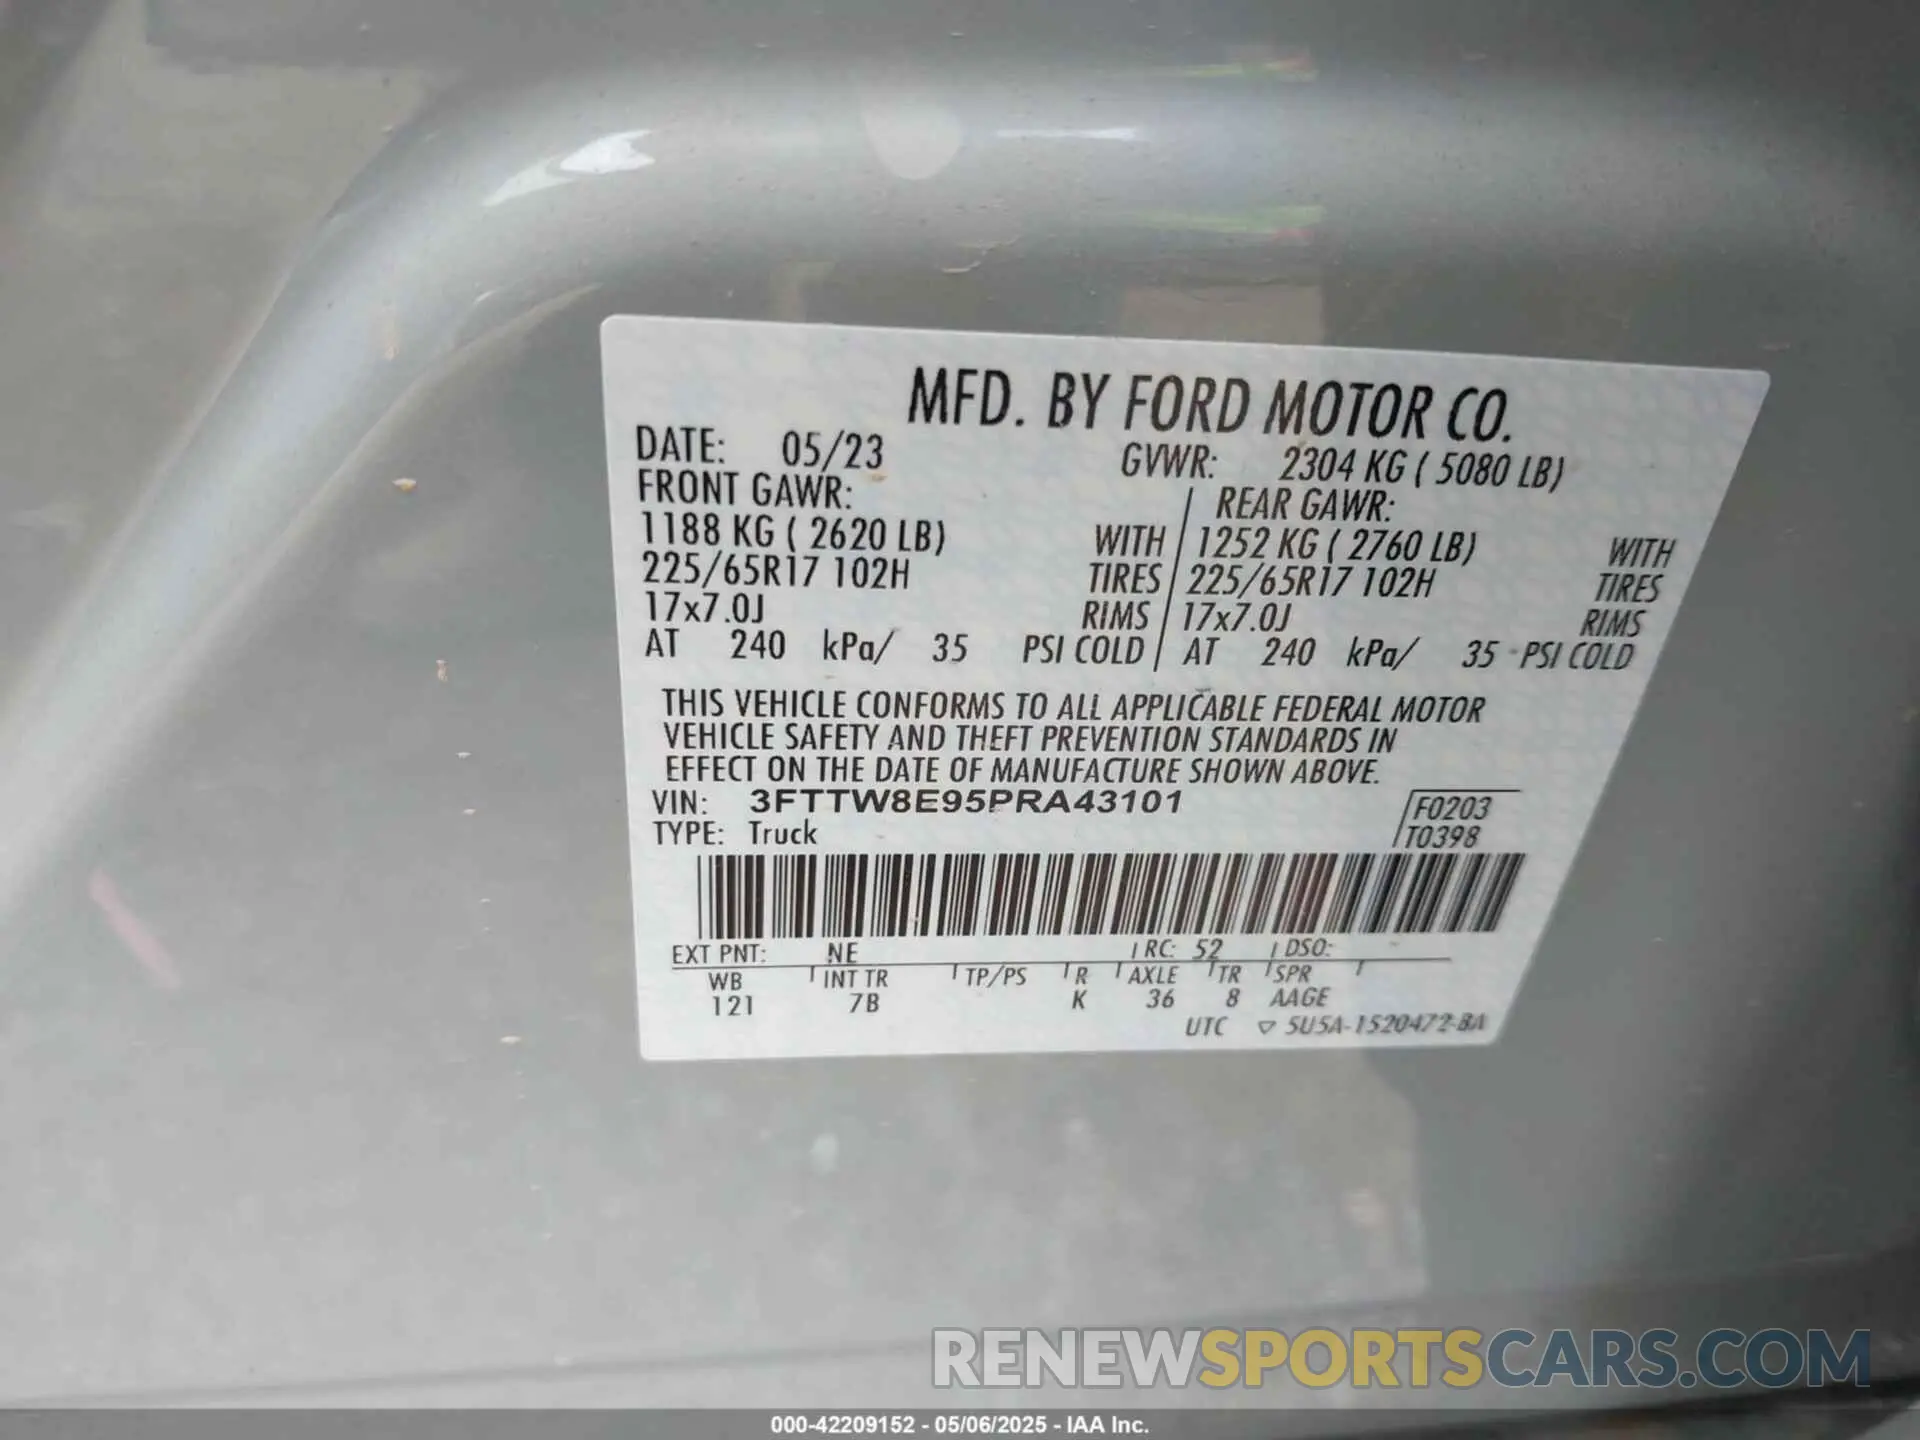 MFD. BY FORD MOTOR CO.
DATE: 05/23 GVWR: 2304 KG ( 5080 LB)
FRONT GAWR: REAR GAWR:
1188 KG ( 2620 LB) WITH 1252 KG ( 2760 LB) WITH
225/65R17 102H TIRES 225/65R17 102H TIRES
17x7.0J RIMS 17x7.0J RIMS
AT 240 kPa/ 35 PSI COLD AT 240 kPa/ 35 PSI COLD
THIS VEHICLE CONFORMS TO ALL APPLICABLE FEDERAL MOTOR
VEHICLE SAFETY AND THEFT PREVENTION STANDARDS IN
EFFECT ON THE DATE OF MANUFACTURE SHOWN ABOVE.
VIN: 3FTTW8E95PRA43101 F0203
TYPE: Truck T0398
EXT PNT: NE RC: 52 DSO:
WB INT TR TP/PS R AXLE TR SPR
121 7B K 36 8 AAGE
UTC ▽ 5U5A-1520472-BA
RENEWSPORTSCARS.COM
000-42209152 - 05/06/2025 - IAA Inc.